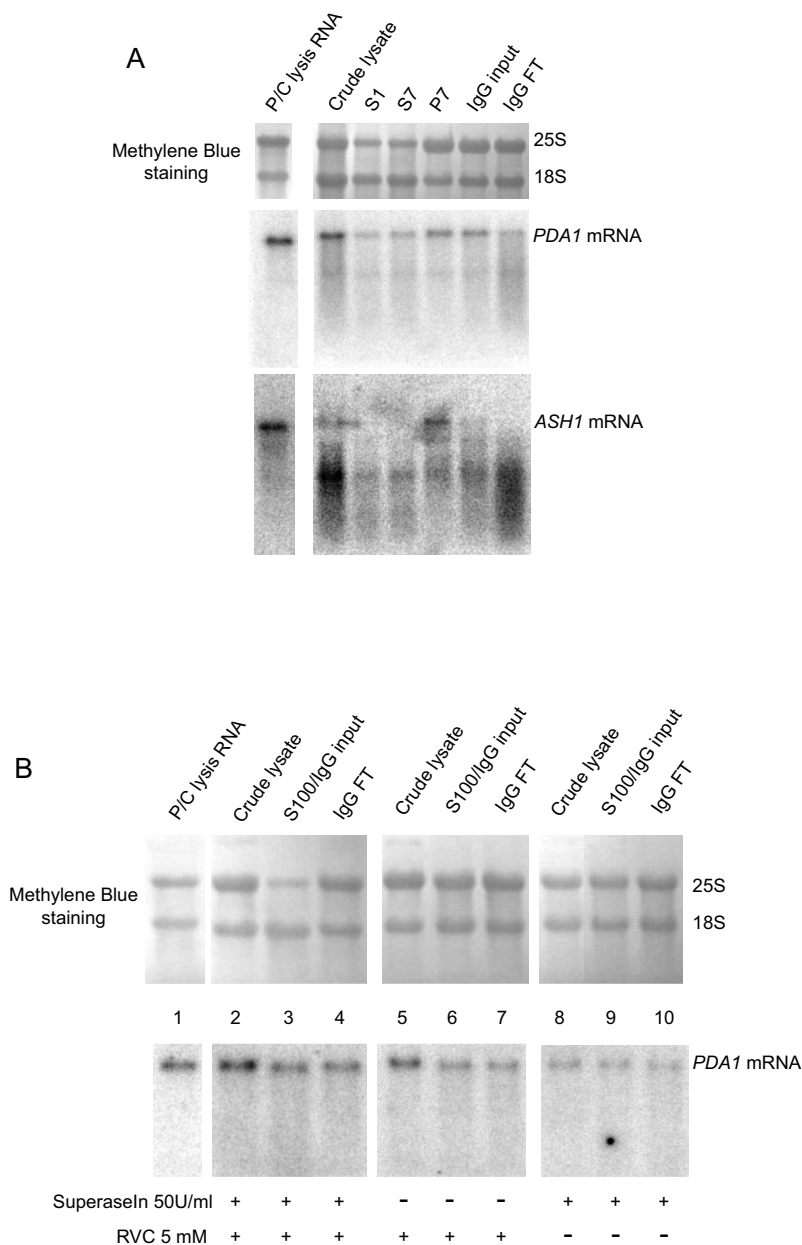 A
P/C lysis RNA
Crude lysate
S1
S7
P7
IgG input
IgG FT
Methylene Blue
staining
25S
18S
PDA1 mRNA
ASH1 mRNA
B
P/C lysis RNA
Crude lysate
S100/IgG input
IgG FT
Crude lysate
S100/IgG input
IgG FT
Crude lysate
S100/IgG input
IgG FT
Methylene Blue
staining
25S
18S
1 2 3 4 5 6 7 8 9 10
PDA1 mRNA
SuperaseIn 50U/ml + + + - - - + + +
RVC 5 mM + + + + + + - - -